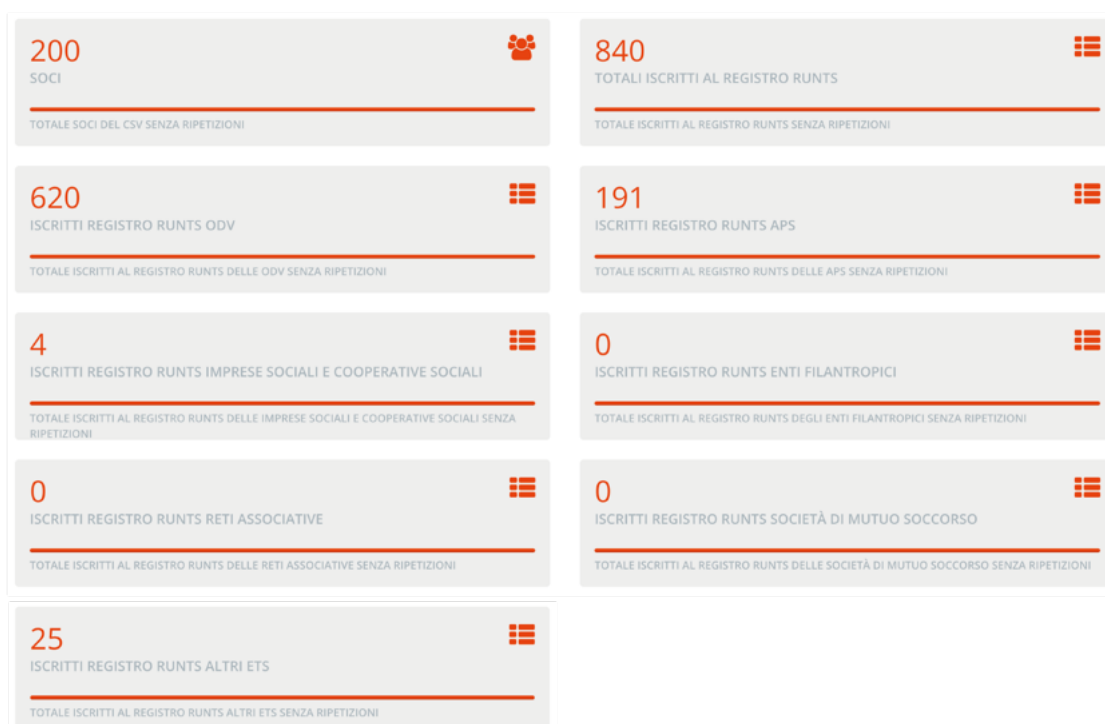 200
SOCI
TOTALE SOCI DEL CSV SENZA RIPETIZIONI
840
TOTALI ISCRITTI AL REGISTRO RUNTS
TOTALE ISCRITTI AL REGISTRO RUNTS SENZA RIPETIZIONI
620
ISCRITTI REGISTRO RUNTS ODV
TOTALE ISCRITTI AL REGISTRO RUNTS DELLE ODV SENZA RIPETIZIONI
191
ISCRITTI REGISTRO RUNTS APS
TOTALE ISCRITTI AL REGISTRO RUNTS DELLE APS SENZA RIPETIZIONI
4
ISCRITTI REGISTRO RUNTS IMPRESE SOCIALI E COOPERATIVE SOCIALI
TOTALE ISCRITTI AL REGISTRO RUNTS DELLE IMPRESE SOCIALI E COOPERATIVE SOCIALI SENZA
RIPETIZIONI
0
ISCRITTI REGISTRO RUNTS ENTI FILANTROPICI
TOTALE ISCRITTI AL REGISTRO RUNTS DEGLI ENTI FILANTROPICI SENZA RIPETIZIONI
0
ISCRITTI REGISTRO RUNTS RETI ASSOCIATIVE
TOTALE ISCRITTI AL REGISTRO RUNTS DELLE RETI ASSOCIATIVE SENZA RIPETIZIONI
0
ISCRITTI REGISTRO RUNTS SOCIETÀ DI MUTUO SOCCORSO
TOTALE ISCRITTI AL REGISTRO RUNTS DELLE SOCIETÀ DI MUTUO SOCCORSO SENZA RIPETIZIONI
25
ISCRITTI REGISTRO RUNTS ALTRI ETS
TOTALE ISCRITTI AL REGISTRO RUNTS ALTRI ETS SENZA RIPETIZIONI